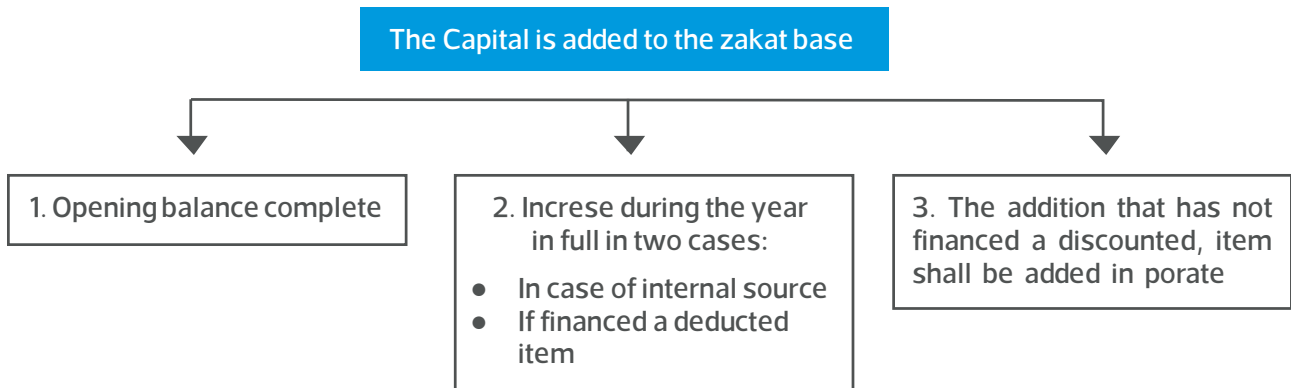 The Capital is added to the zakat base
1. Opening balance complete
2. Increse during the year
in full in two cases:
● In case of internal source
● If financed a deducted
item
3. The addition that has not
financed a discounted, item
shall be added in porate